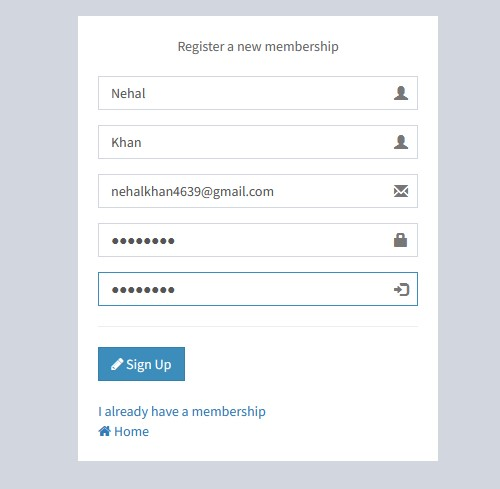 Register a new membership
Nehal
Khan
nehalkhan4639@gmail.com
●●●●●●●●
●●●●●●●●
Sign Up
I already have a membership
Home